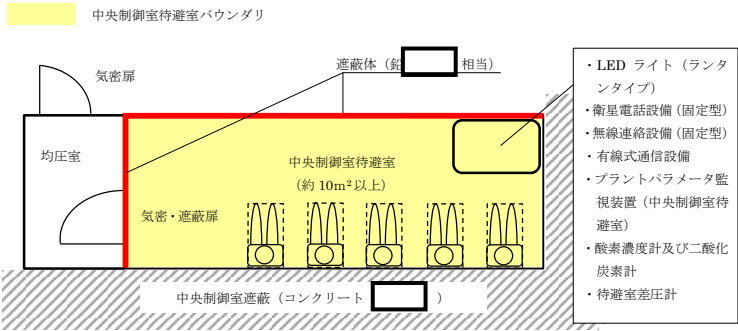 中央制御室待避室バウンダリ
遮蔽体（鉛 相当）
気密扉
均圧室
中央制御室待避室
（約 10m²以上）
気密・遮蔽扉
中央制御室遮蔽（コンクリート ）
・LED ライト（ランタ
ンタイプ）
・衛星電話設備（固定型）
・無線連絡設備（固定型）
・有線式通信設備
・プラントパラメータ監
視装置（中央制御室待
避室）
・酸素濃度計及び二酸化
炭素計
・待避室差圧計